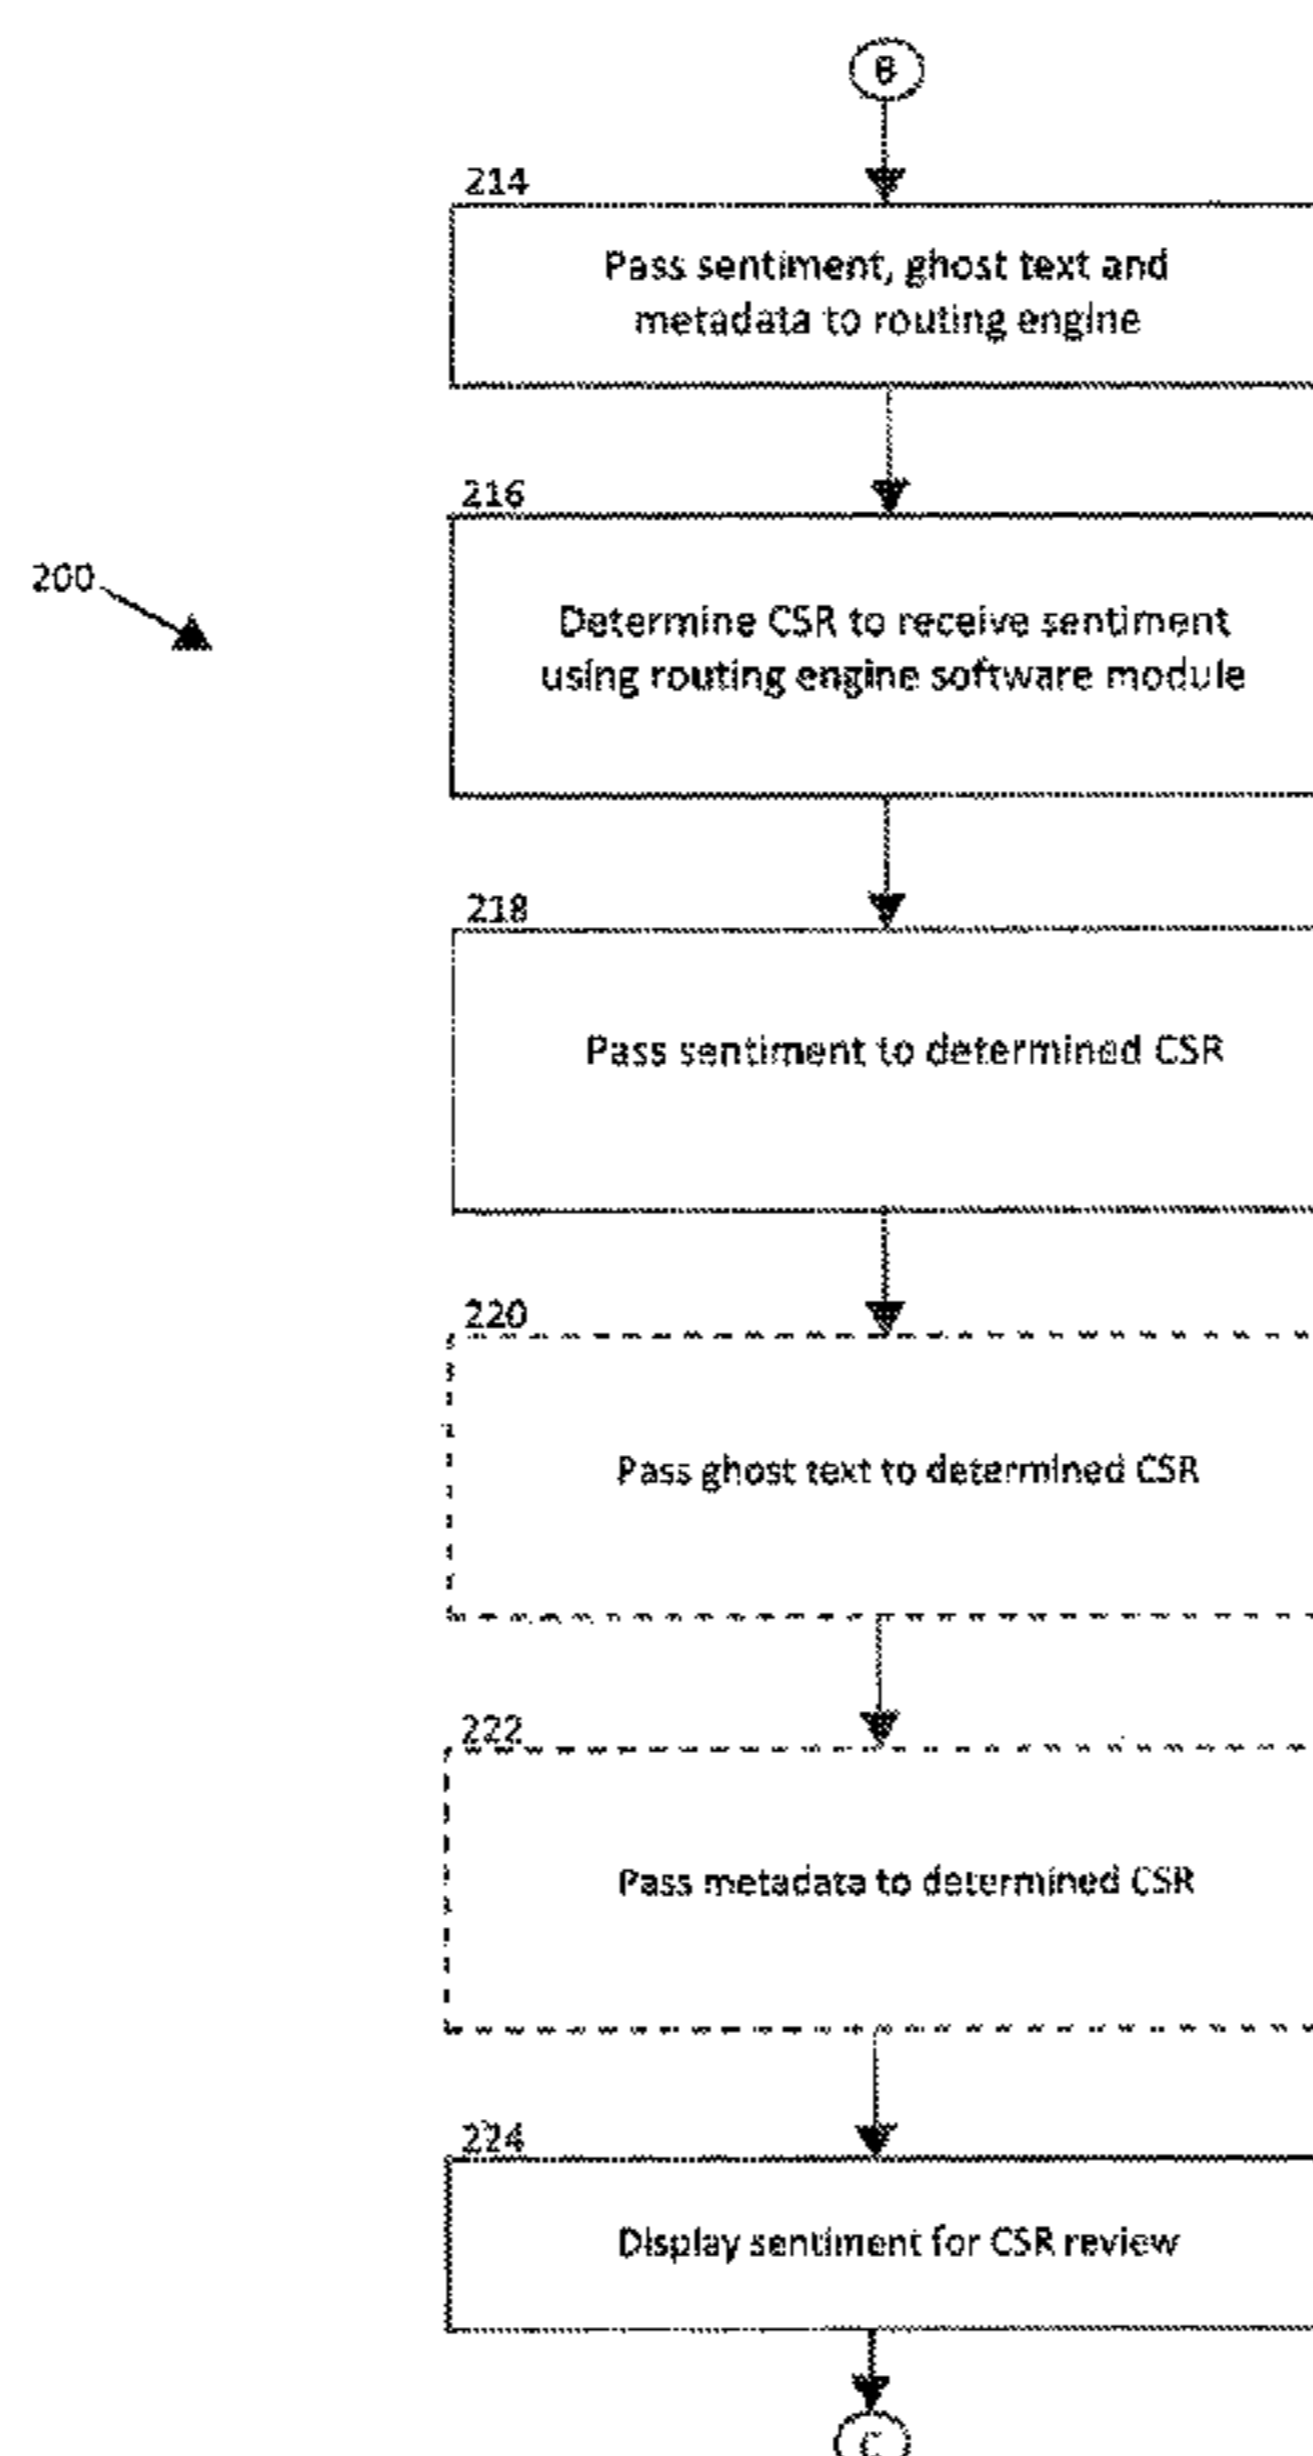 B
214
Pass sentiment, ghost text and
metadata to routing engine
216
200
Determine CSR to receive sentiment
using routing engine software module
218
Pass sentiment to determined CSR
220
Pass ghost text to determined CSR
222
Pass metadata to determined CSR
224
Display sentiment for CSR review
C